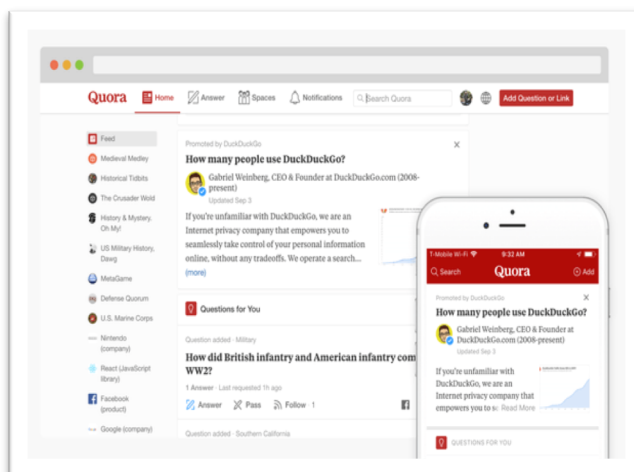 Quora
Home
Answer
Spaces
Notifications
Search Quora
Add Question or Link
Feed
Medieval Medley
Historical Tidbits
The Crusader Wold
History & Mystery.
Oh My!
US Military History,
Dawg
MetaGame
Defense Quorum
U.S. Marine Corps
Nintendo
(company)
React (JavaScript
library)
Facebook
(product)
Google (company)
Promoted by DuckDuckGo
X
How many people use DuckDuckGo?
Gabriel Weinberg, CEO & Founder at DuckDuckGo.com (2008-
present)
Updated Sep 3
If you're unfamiliar with DuckDuckGo, we are an
Internet privacy company that empowers you to
seamlessly take control of your personal information
online, without any tradeoffs. We operate a search...
(more)
Questions for You
Question added · Military
How did British infantry and American infantry com
WW2?
1 Answer · Last requested 1h ago
Answer
Pass
Follow · 1
Question added · Southern California
T-Mobile Wi-Fi
9:32 AM
Search
Quora
Add
Promoted by DuckDuckGo
X
How many people use DuckDuckGo?
Gabriel Weinberg, CEO & Founder at
DuckDuckGo.com (2008-present)
Updated Sep 3
If you're unfamiliar with
DuckDuckGo, we are an
Internet privacy company that
empowers you to s Read More
QUESTIONS FOR YOU